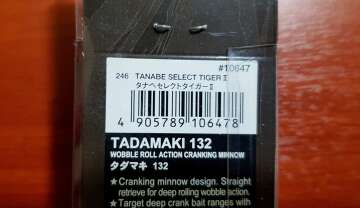 #10647
246 TANABE SELECT TIGER II
タナベセレクトタイガーII
4 905789 106478
TADAMAKI 132
WOBBLE ROLL ACTION CRANKING MINNOW
タダマキ 132
★Cranking minnow design. Straight
retrieve for deep rolling wobble action.
★Target deep crank bait ranges with